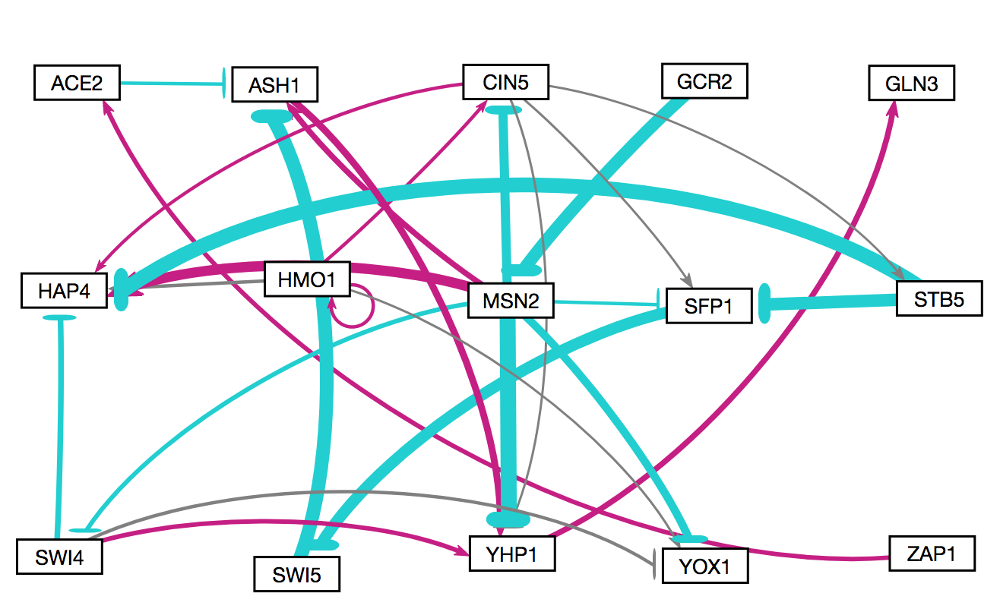 ACE2
ASH1
CIN5
GCR2
GLN3
HAP4
HMO1
MSN2
SFP1
STB5
SWI4
SWI5
YHP1
YOX1
ZAP1